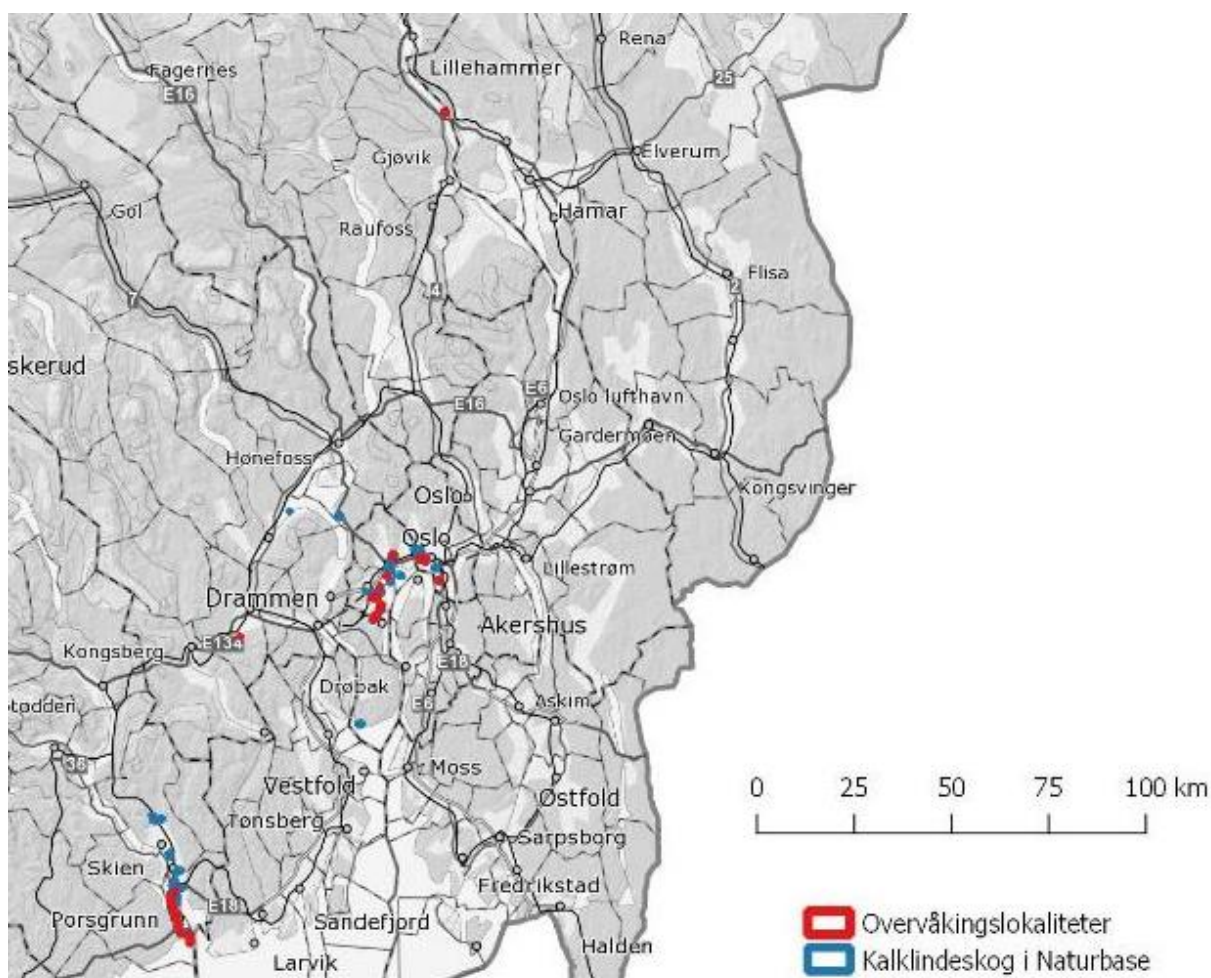 Rena
Lillehammer
Fagernes
25
E16
Gjøvik
Elverum
Gol
Hamar
Raufoss
Flisa
2
4
7
skerud
E6
Oslo lufthavn
E16
Gardermoen
Hønefoss
Kongsvinger
Oslo
Oslo
Lillestrøm
Drammen
Akershus
E134
Kongsberg
E18
Drøbak
E6
Askim
36
Moss
Vestfold
Østfold
Tønsberg
Sarpsborg
Skien
Fredrikstad
E18
Porsgrunn
Sandefjord
Halden
Larvik
0 25 50 75 100 km
Overvåkingslokaliteter
Kalklindeskog i Naturbase